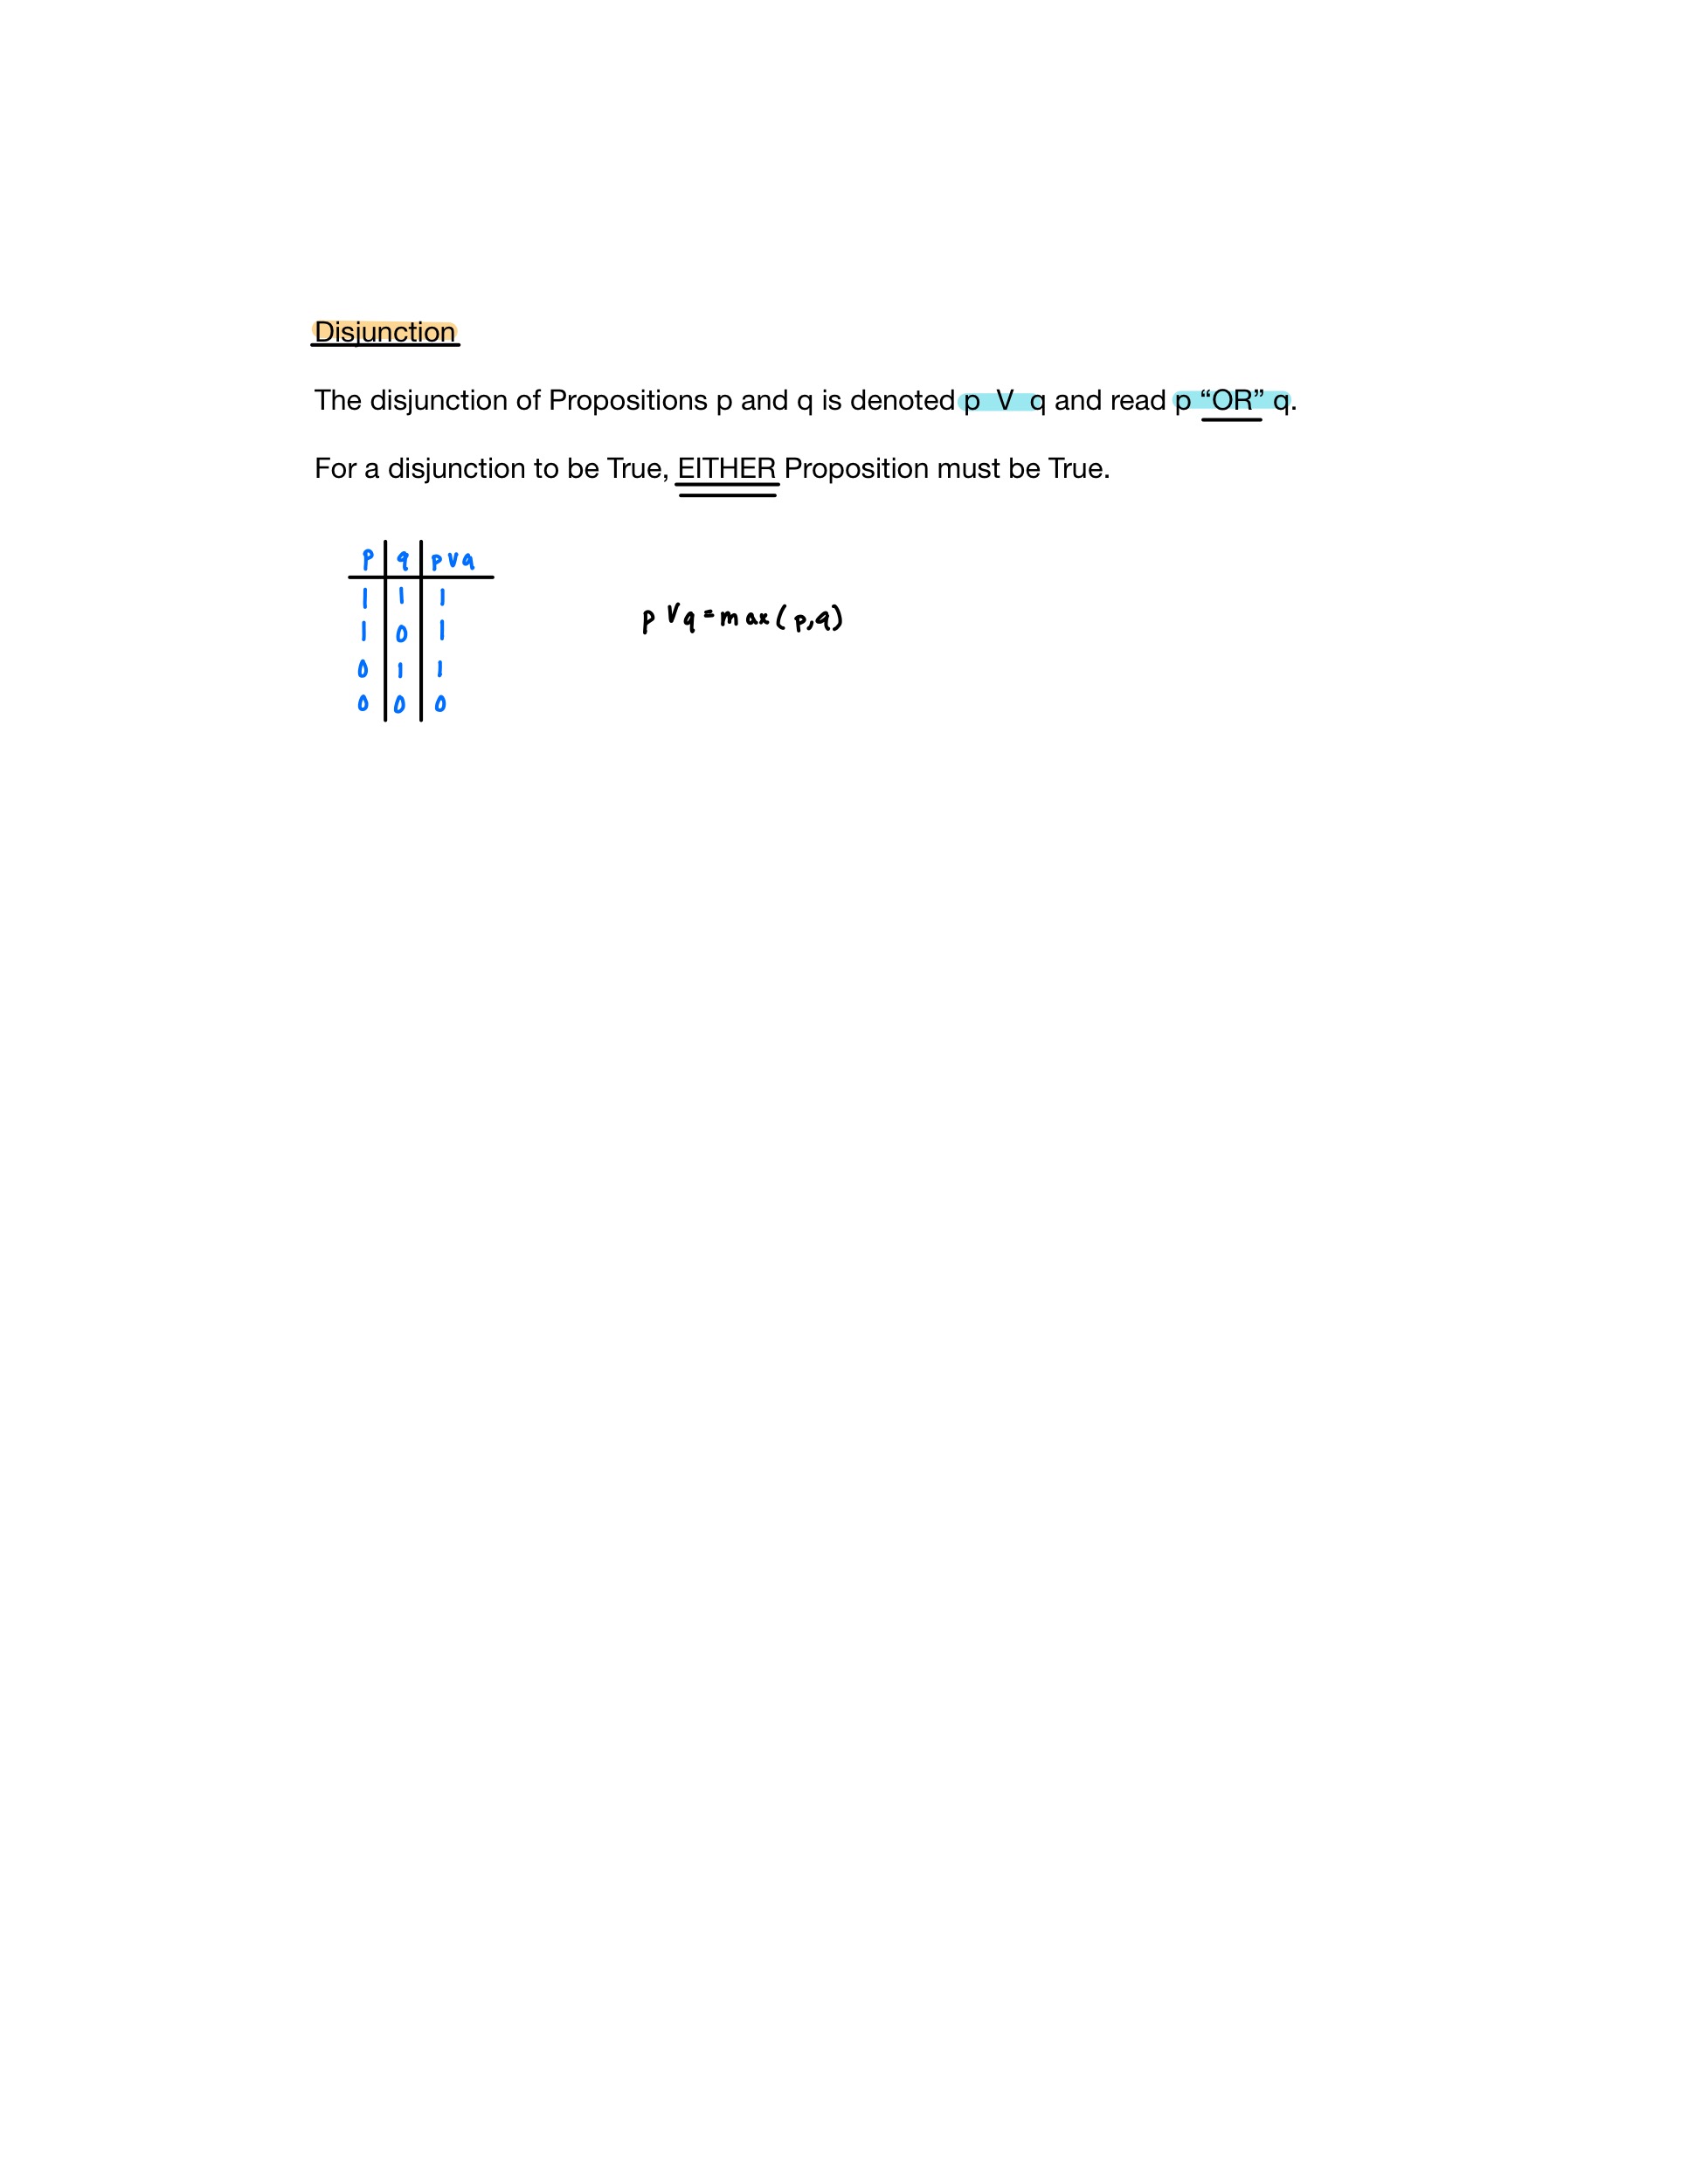 Disjunction
The disjunction of Propositions p and q is denoted p V q and read p “OR” q.
For a disjunction to be True, EITHER Proposition must be True.
p q p V q
1 1 1
1 0 1
0 1 1
0 0 0
p V q = max(p,q)